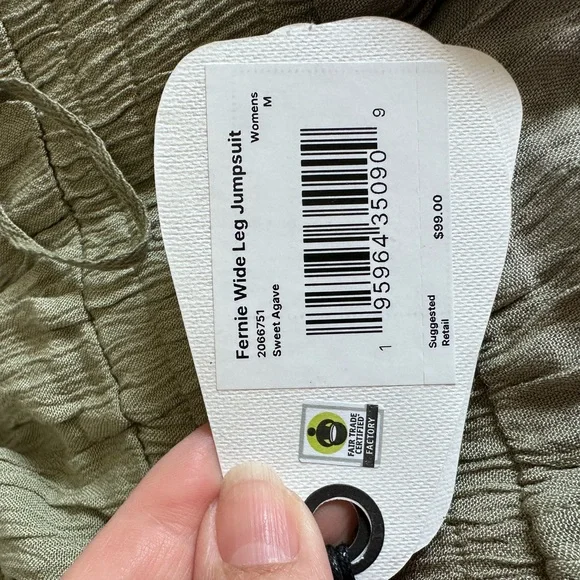 Fernie Wide Leg Jumpsuit
2066751
Womens
Sweet Agave
M
1 95964 35090 9
Suggested
Retail
$99.00
FAIR TRADE
CERTIFIED
FACTORY